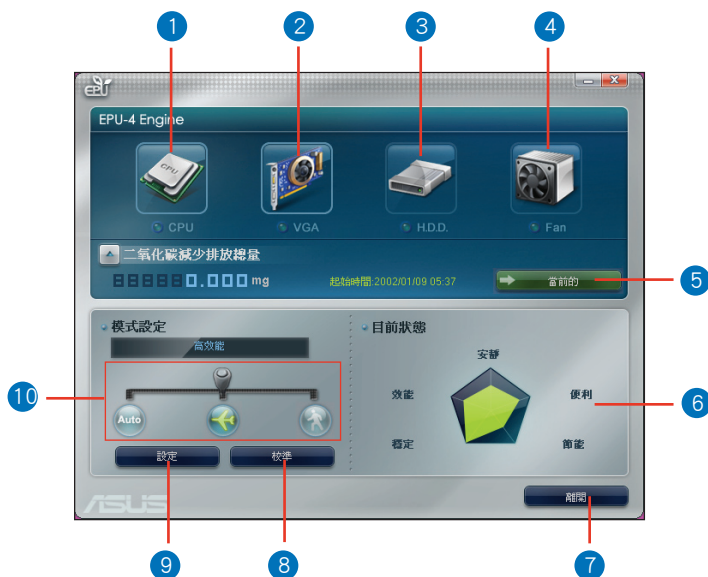 1 2 3 4
EPU
EPU-4 Engine
CPU
CPU VGA H.D.D. Fan
二氧化碳減少排放總量
888880.000 mg 起始時間:2002/01/09 05:37 當前的 5
模式設定
高效能
10
Auto
設定 校準
目前狀態
安靜
效能 便利 6
穩定 節能
ASUS
離開
9 8 7